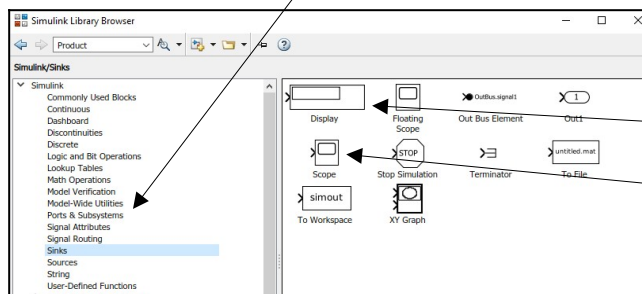 Simulink Library Browser
Product
Simulink/Sinks
Simulink
Commonly Used Blocks
Continuous
Dashboard
Discontinuities
Discrete
Logic and Bit Operations
Lookup Tables
Math Operations
Model Verification
Model-Wide Utilities
Ports & Subsystems
Signal Attributes
Signal Routing
Sinks
Sources
String
User-Defined Functions
OutBus.signal1
1
Display
Floating
Scope
Out Bus Element
Out1
STOP
untitled.mat
Scope
Stop Simulation
Terminator
To File
simout
To Workspace
XY Graph